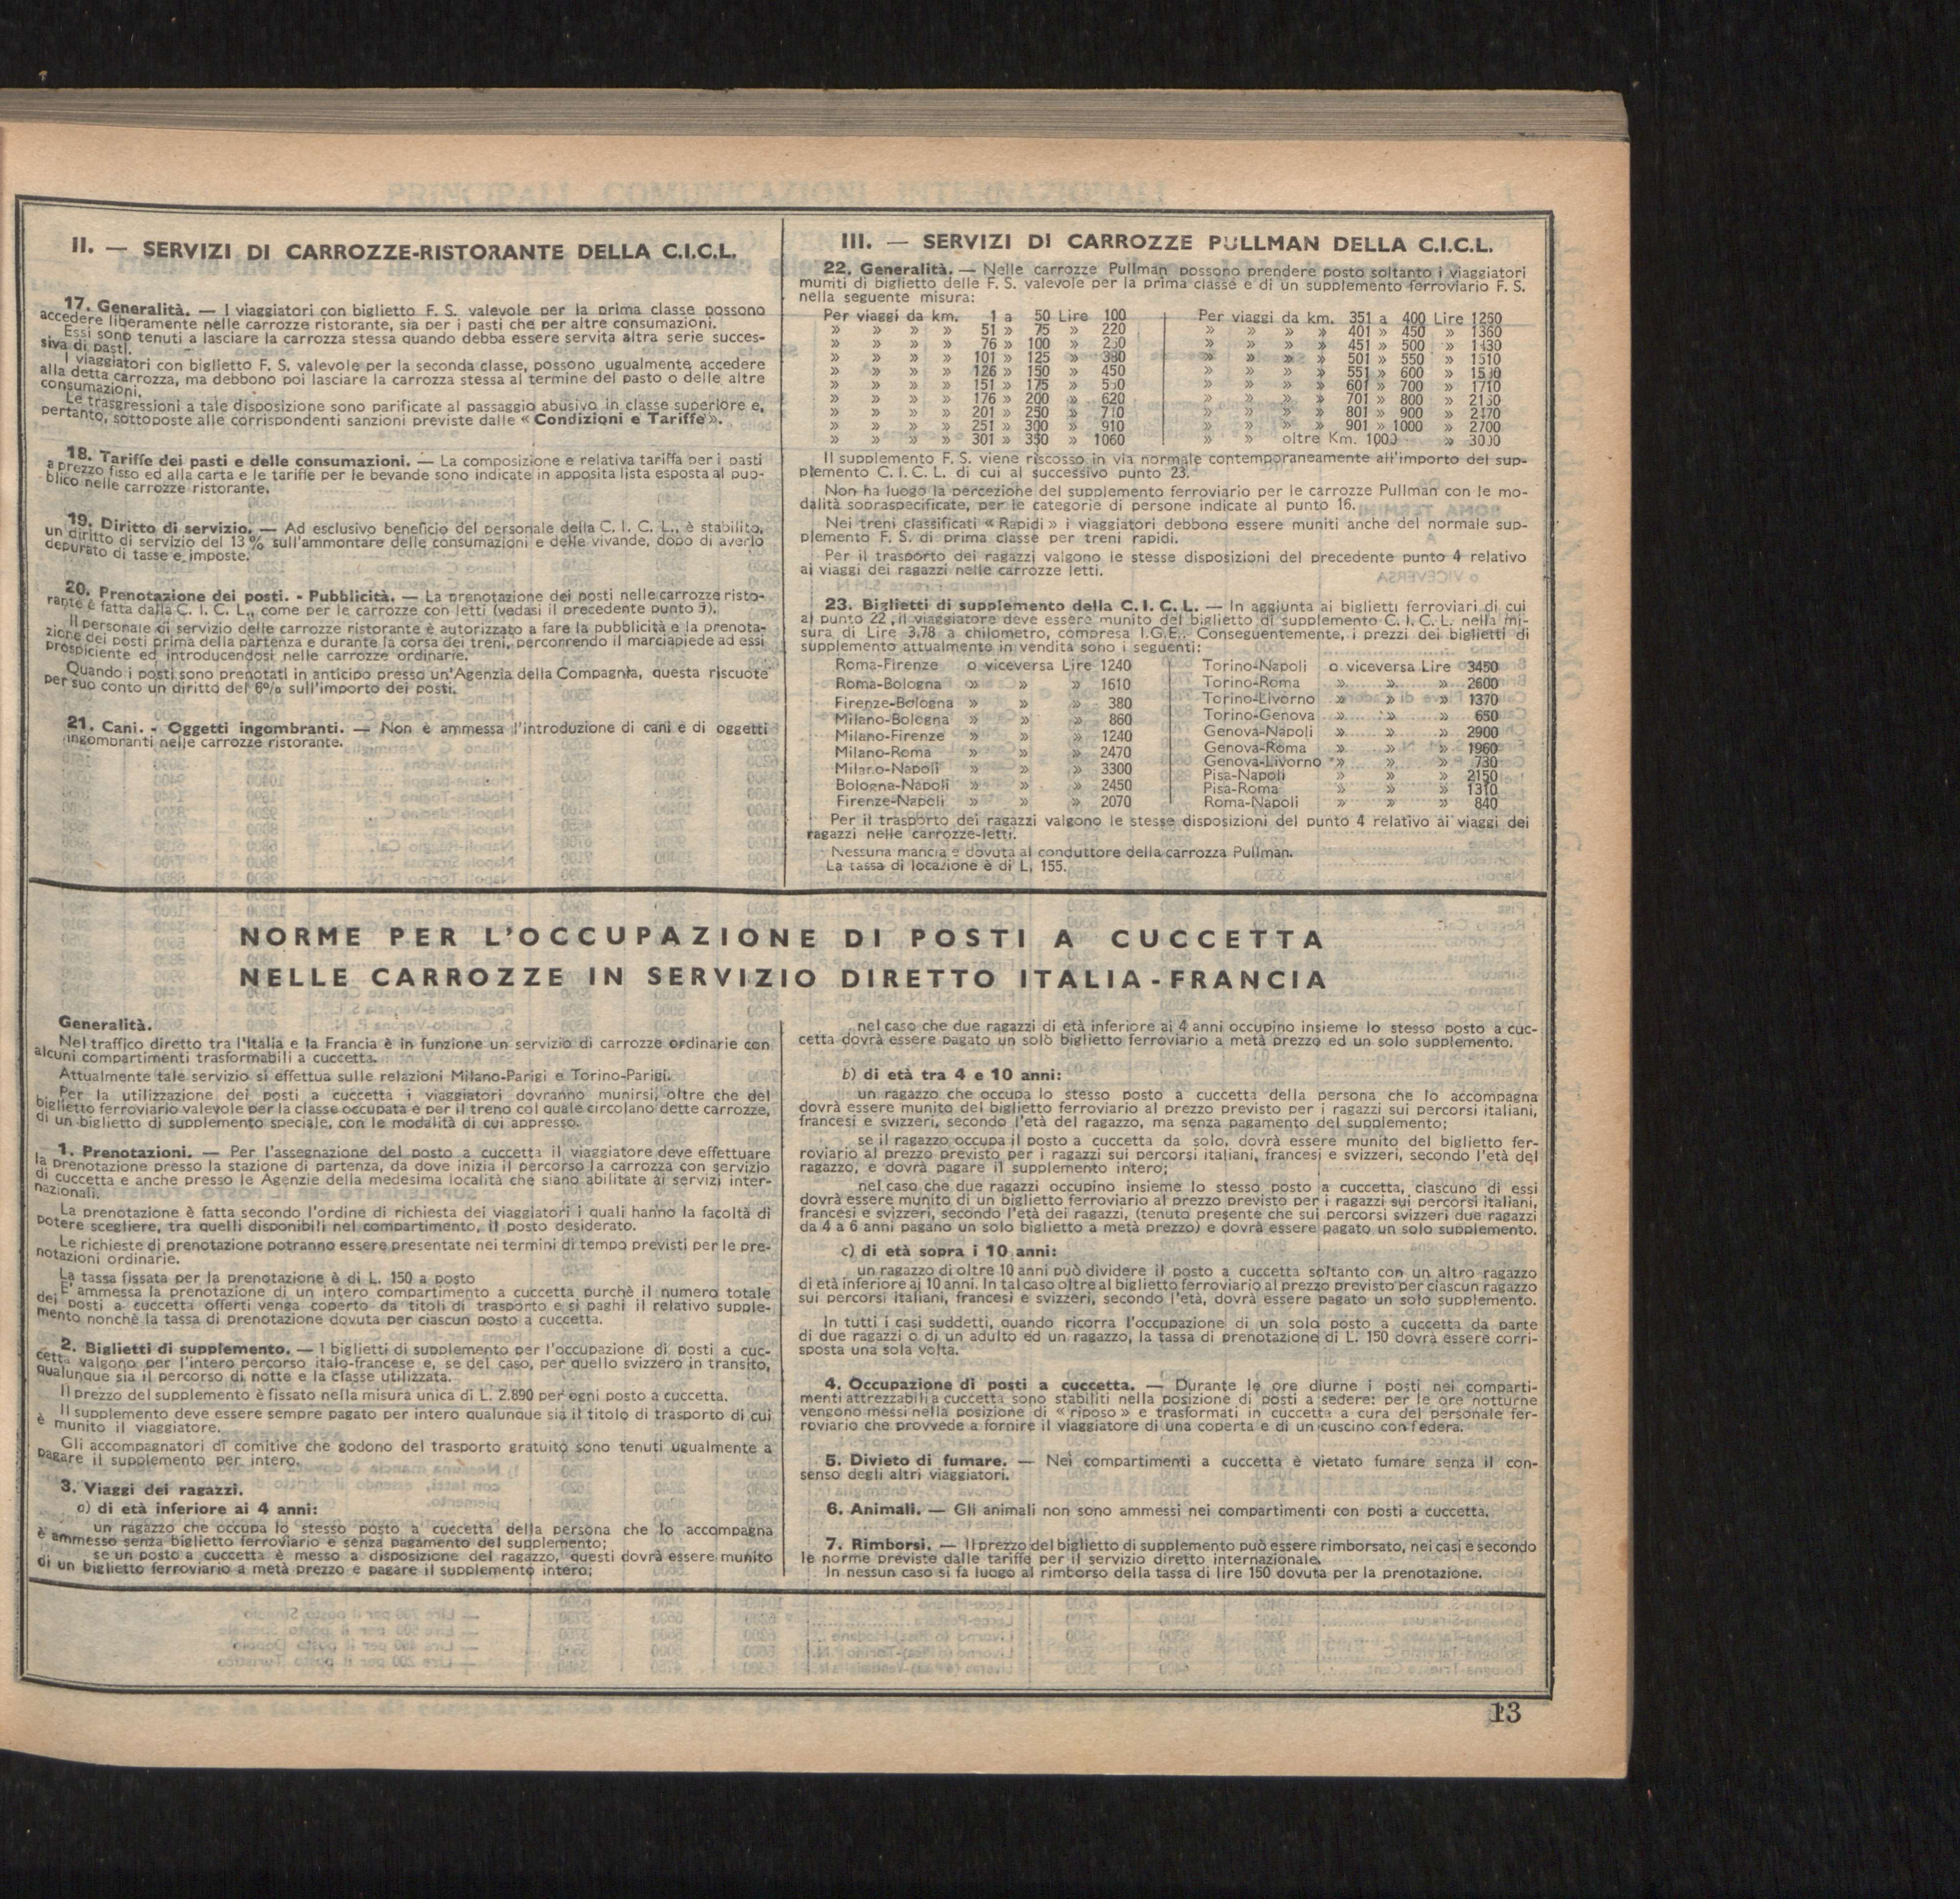 II. — SERVIZI DI CARROZZE-RISTORANTE DELLA C.I.C.L.
17. Generalità. — I viaggiatori con biglietto F. S. valevole per la prima classe possono
accedere liberamente nelle carrozze ristorante, sia per i pasti che per altre consumazioni.
Essi sono tenuti a lasciare la carrozza stessa quando debba essere servita altra serie succes-
siva di pasti.
I viaggiatori con biglietto F. S. valevole per la seconda classe, possono ugualmente accedere
alla detta carrozza, ma debbono poi lasciare la carrozza stessa al termine del pasto o delle altre
consumazioni.
Le trasgressioni a tale disposizione sono parificate al passaggio abusivo in classe superiore e,
pertanto, sottoposte alle corrispondenti sanzioni previste dalle « Condizioni e Tariffe ».
18. Tariffe dei pasti e delle consumazioni. — La composizione e relativa tariffa per i pasti
a prezzo fisso ed alla carta e le tariffe per le bevande sono indicate in apposita lista esposta al pub-
blico nelle carrozze ristorante.
19. Diritto di servizio. — Ad esclusivo beneficio del personale della C. I. C. L., è stabilito,
un diritto di servizio del 13 % sull'ammontare delle consumazioni e delle vivande, dopo di averlo
depurato di tasse e imposte.
20. Prenotazione dei posti. - Pubblicità. — La prenotazione dei posti nelle carrozze risto-
rante è fatta dalla C. I. C. L., come per le carrozze con letti (vedasi il precedente punto 5).
Il personale di servizio delle carrozze ristorante è autorizzato a fare la pubblicità e la prenota-
zione dei posti prima della partenza e durante la corsa dei treni, percorrendo il marciapiede ad essi
prospiciente ed introducendosi nelle carrozze ordinarie.
Quando i posti sono prenotati in anticipo presso un'Agenzia della Compagnia, questa riscuote
per suo conto un diritto del 6% sull'importo dei posti.
21. Cani. - Oggetti ingombranti. — Non è ammessa l'introduzione di cani e di oggetti
ingombranti nelle carrozze ristorante.
III. — SERVIZI DI CARROZZE PULLMAN DELLA C.I.C.L.
22. Generalità. — Nelle carrozze Pullman possono prendere posto soltanto i viaggiatori
muniti di biglietto delle F. S. valevole per la prima classe e di un supplemento ferroviario F. S.
nella seguente misura:
Per viaggi da km. 1 a 50 Lire 100
» » » » 51 » 75 » 220
» » » » 76 » 100 »
» » » » 101 » 125 » 380
» » » » 126 » 150 » 450
» » » » 151 » 175 »
» » » » 176 » 200 » 620
» » » » 201 » 250 » 710
» » » » 251 » 300 » 910
» » » » 301 » 350 » 1060
Per viaggi da km. 351 a 400 Lire 1260
» » » » 401 » 450 » 1360
» » » » 451 » 500 » 1430
» » » » 501 » 550 » 1510
» » » » 551 » 600 »
» » » » 601 » 700 » 1710
» » » » 701 » 800 » 2150
» » » » 801 » 900 » 2470
» » » » 901 » 1000 » 2700
» » oltre Km. 1000 » 3000
Il supplemento F. S. viene riscosso in via normale contemporaneamente all'importo del sup-
plemento C. I. C. L. di cui al successivo punto 23.
Non ha luogo la percezione del supplemento ferroviario per le carrozze Pullman con le mo-
dalità sopraspecificate, per le categorie di persone indicate al punto 16.
Nei treni classificati « Rapidi » i viaggiatori debbono essere muniti anche del normale sup-
plemento F. S. di prima classe per treni rapidi.
Per il trasporto dei ragazzi valgono le stesse disposizioni del precedente punto 4 relativo
ai viaggi dei ragazzi nelle carrozze letti.
23. Biglietti di supplemento della C. I. C. L. — In aggiunta ai biglietti ferroviari di cui
al punto 22, il viaggiatore deve essere munito del biglietto di supplemento C. I. C. L. nella mi-
sura di Lire 3,78 a chilometro, compresa I.G.E.. Conseguentemente, i prezzi dei biglietti di
supplemento attualmente in vendita sono i seguenti:
Roma-Firenze o viceversa Lire 1240
Roma-Bologna » » » 1610
Firenze-Bologna » » » 380
Milano-Bologna » » » 860
Milano-Firenze » » » 1240
Milano-Roma » » » 2470
Milano-Napoli » » » 3300
Bologna-Napoli » » » 2450
Firenze-Napoli » » » 2070
Torino-Napoli o viceversa Lire 3450
Torino-Roma » » » 2600
Torino-Livorno » » » 1370
Torino-Genova » » » 650
Genova-Napoli » » » 2900
Genova-Roma » » » 1960
Genova-Livorno » » » 730
Pisa-Napoli » » » 2150
Pisa-Roma » » » 1310
Roma-Napoli » » » 840
Per il trasporto dei ragazzi valgono le stesse disposizioni del punto 4 relativo ai viaggi dei
ragazzi nelle carrozze-letti.
Nessuna mancia è dovuta al conduttore della carrozza Pullman.
La tassa di locazione è di L. 155.
NORME PER L'OCCUPAZIONE DI POSTI A CUCCETTA
NELLE CARROZZE IN SERVIZIO DIRETTO ITALIA-FRANCIA
Generalità.
Nel traffico diretto tra l'Italia e la Francia è in funzione un servizio di carrozze ordinarie con
alcuni compartimenti trasformabili a cuccetta.
Attualmente tale servizio si effettua sulle relazioni Milano-Parigi e Torino-Parigi.
Per la utilizzazione dei posti a cuccetta i viaggiatori dovranno munirsi, oltre che del
biglietto ferroviario valevole per la classe occupata e per il treno col quale circolano dette carrozze,
di un biglietto di supplemento speciale, con le modalità di cui appresso.
1. Prenotazioni. — Per l'assegnazione del posto a cuccetta il viaggiatore deve effettuare
la prenotazione presso la stazione di partenza, da dove inizia il percorso la carrozza con servizio
di cuccetta e anche presso le Agenzie della medesima località che siano abilitate ai servizi inter-
nazionali.
La prenotazione è fatta secondo l'ordine di richiesta dei viaggiatori i quali hanno la facoltà di
potere scegliere, tra quelli disponibili nel compartimento, il posto desiderato.
Le richieste di prenotazione potranno essere presentate nei termini di tempo previsti per le pre-
notazioni ordinarie.
La tassa fissata per la prenotazione è di L. 150 a posto
E' ammessa la prenotazione di un intero compartimento a cuccetta purchè il numero totale
dei posti a cuccetta offerti venga coperto da titoli di trasporto e si paghi il relativo supple-
mento nonchè la tassa di prenotazione dovuta per ciascun posto a cuccetta.
2. Biglietti di supplemento. — I biglietti di supplemento per l'occupazione di posti a cuc-
cetta valgono per l'intero percorso italo-francese e, se del caso, per quello svizzero in transito,
qualunque sia il percorso di notte e la classe utilizzata.
Il prezzo del supplemento è fissato nella misura unica di L. 2.890 per ogni posto a cuccetta.
Il supplemento deve essere sempre pagato per intero qualunque sia il titolo di trasporto di cui
è munito il viaggiatore.
Gli accompagnatori di comitive che godono del trasporto gratuito sono tenuti ugualmente a
pagare il supplemento per intero.
3. Viaggi dei ragazzi.
a) di età inferiore ai 4 anni:
un ragazzo che occupa lo stesso posto a cuccetta della persona che lo accompagna
è ammesso senza biglietto ferroviario e senza pagamento del supplemento;
se un posto a cuccetta è messo a disposizione del ragazzo, questi dovrà essere munito
di un biglietto ferroviario a metà prezzo e pagare il supplemento intero;
nel caso che due ragazzi di età inferiore ai 4 anni occupino insieme lo stesso posto a cuc-
cetta dovrà essere pagato un solo biglietto ferroviario a metà prezzo ed un solo supplemento.
b) di età tra 4 e 10 anni:
un ragazzo che occupa lo stesso posto a cuccetta della persona che lo accompagna
dovrà essere munito del biglietto ferroviario al prezzo previsto per i ragazzi sui percorsi italiani,
francesi e svizzeri, secondo l'età del ragazzo, ma senza pagamento del supplemento;
se il ragazzo occupa il posto a cuccetta da solo, dovrà essere munito del biglietto fer-
roviario al prezzo previsto per i ragazzi sui percorsi italiani, francesi e svizzeri, secondo l'età del
ragazzo, e dovrà pagare il supplemento intero;
nel caso che due ragazzi occupino insieme lo stesso posto a cuccetta, ciascuno di essi
dovrà essere munito di un biglietto ferroviario al prezzo previsto per i ragazzi sui percorsi italiani,
francesi e svizzeri, secondo l'età dei ragazzi, (tenuto presente che sui percorsi svizzeri due ragazzi
da 4 a 6 anni pagano un solo biglietto a metà prezzo) e dovrà essere pagato un solo supplemento.
c) di età sopra i 10 anni:
un ragazzo di oltre 10 anni può dividere il posto a cuccetta soltanto con un altro ragazzo
di età inferiore ai 10 anni. In tal caso oltre al biglietto ferroviario al prezzo previsto per ciascun ragazzo
sui percorsi italiani, francesi e svizzeri, secondo l'età, dovrà essere pagato un solo supplemento.
In tutti i casi suddetti, quando ricorra l'occupazione di un solo posto a cuccetta da parte
di due ragazzi o di un adulto ed un ragazzo, la tassa di prenotazione di L. 150 dovrà essere corri-
sposta una sola volta.
4. Occupazione di posti a cuccetta. — Durante le ore diurne i posti nei comparti-
menti attrezzabili a cuccetta sono stabiliti nella posizione di posti a sedere: per le ore notturne
vengono messi nella posizione di « riposo » e trasformati in cuccetta a cura del personale fer-
roviario che provvede a fornire il viaggiatore di una coperta e di un cuscino con federa.
5. Divieto di fumare. — Nei compartimenti a cuccetta è vietato fumare senza il con-
senso degli altri viaggiatori.
6. Animali. — Gli animali non sono ammessi nei compartimenti con posti a cuccetta.
7. Rimborsi. — Il prezzo del biglietto di supplemento può essere rimborsato, nei casi e secondo
le norme previste dalle tariffe per il servizio diretto internazionale.
In nessun caso si fa luogo al rimborso della tassa di lire 150 dovuta per la prenotazione.
13